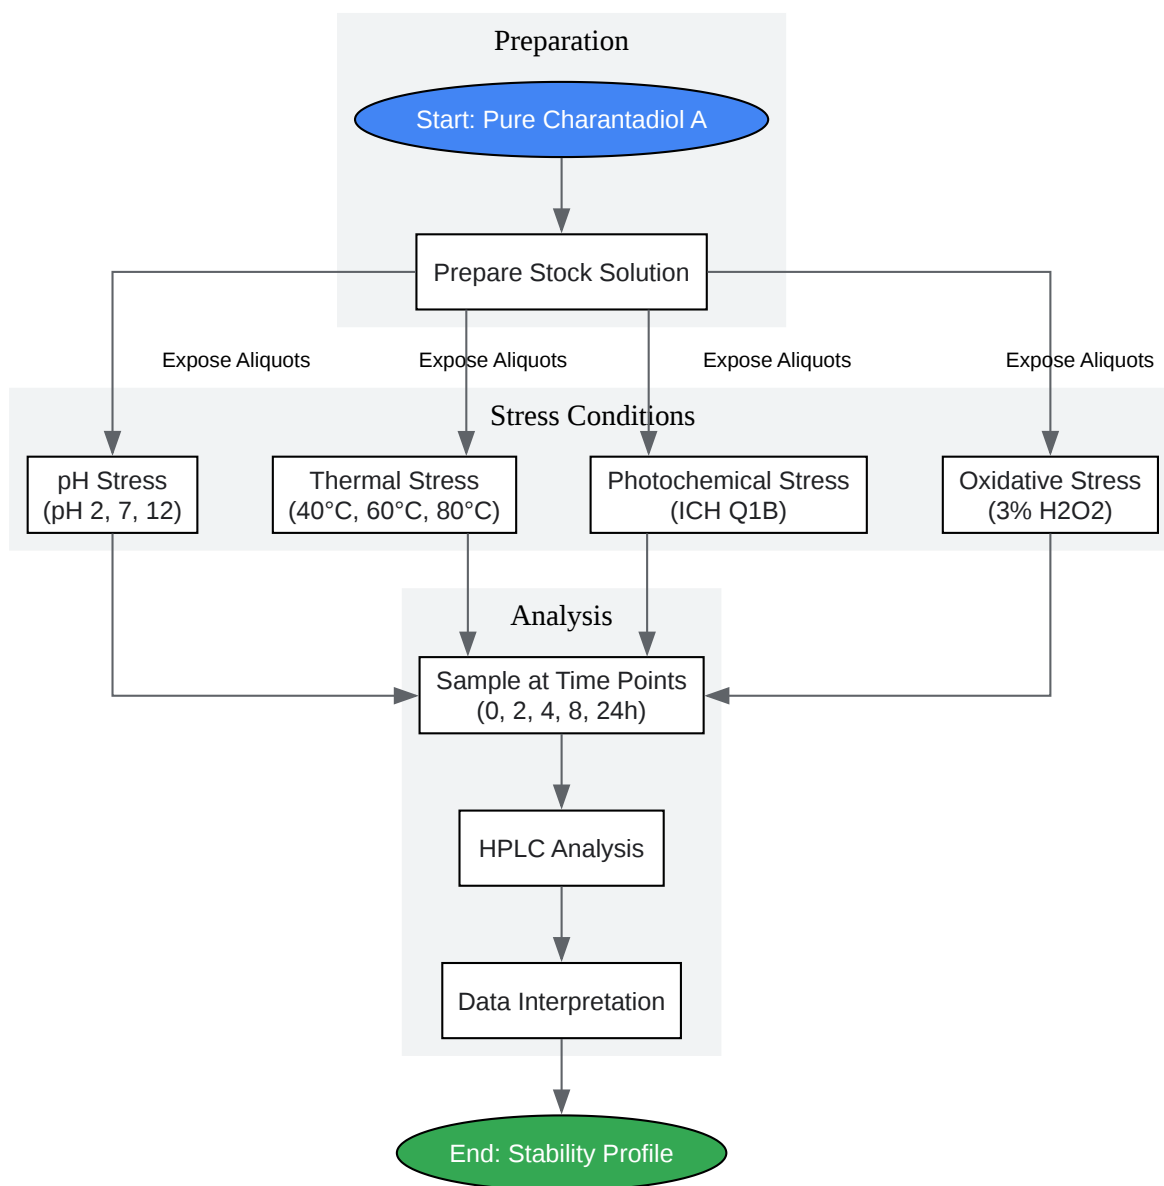 Preparation
Start: Pure Charantadiol A
Prepare Stock Solution
Expose Aliquots
Expose Aliquots
Expose Aliquots
Expose Aliquots
Stress Conditions
pH Stress
(pH 2, 7, 12)
Thermal Stress
(40°C, 60°C, 80°C)
Photochemical Stress
(ICH Q1B)
Oxidative Stress
(3% H2O2)
Analysis
Sample at Time Points
(0, 2, 4, 8, 24h)
HPLC Analysis
Data Interpretation
End: Stability Profile